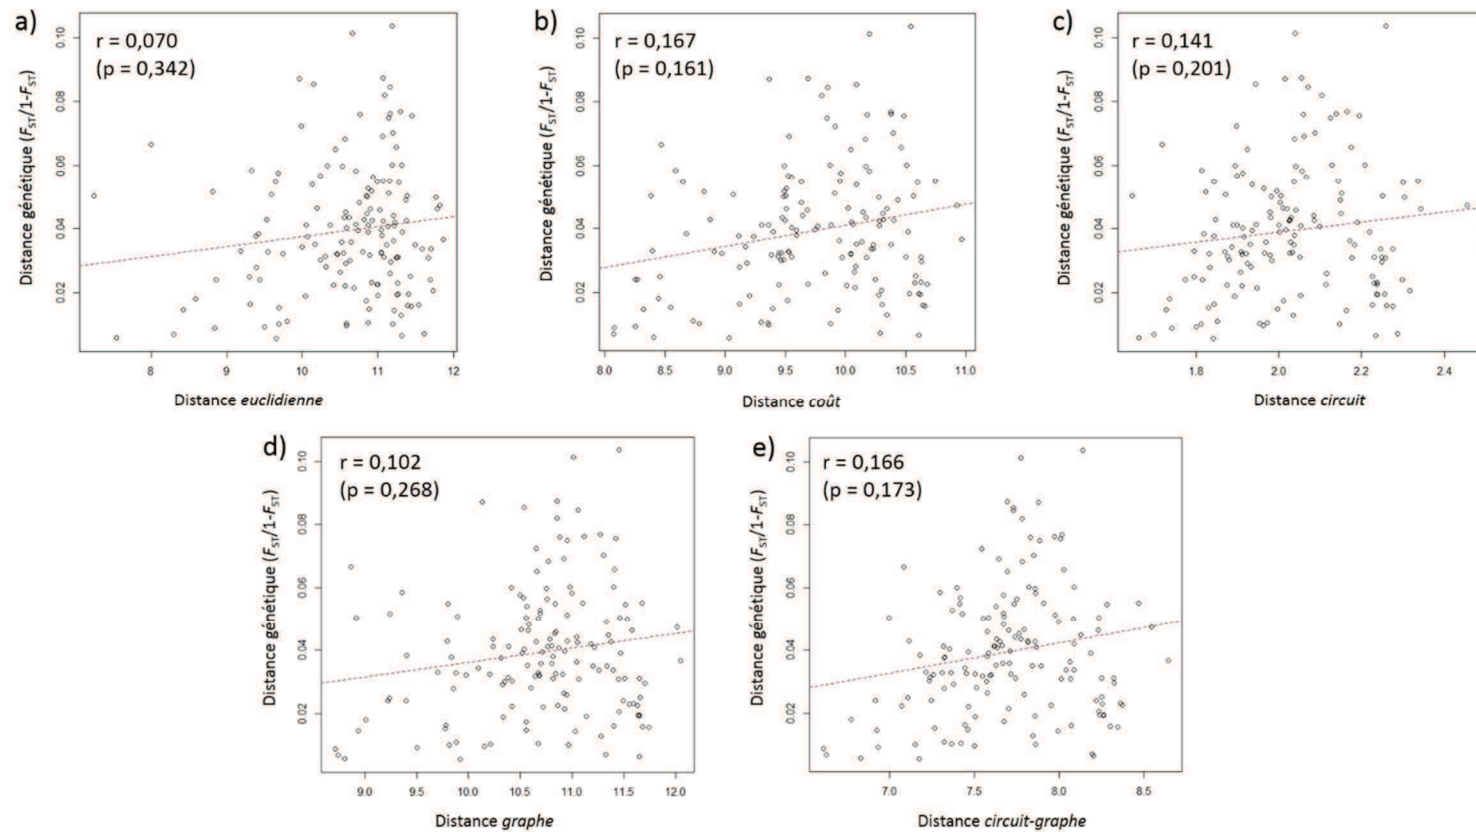 a)
r = 0,070
(p = 0,342)
Distance génétique (FST/1-FST)
0.02
0.04
0.06
0.08
0.10
8
9
10
11
12
Distance euclidienne
b)
r = 0,167
(p = 0,161)
Distance génétique (FST/1-FST)
0.02
0.04
0.06
0.08
0.10
8.0
8.5
9.0
9.5
10.0
10.5
11.0
Distance coût
c)
r = 0,141
(p = 0,201)
Distance génétique (FST/1-FST)
0.02
0.04
0.06
0.08
0.10
1.8
2.0
2.2
2.4
Distance circuit
d)
r = 0,102
(p = 0,268)
Distance génétique (FST/1-FST)
0.02
0.04
0.06
0.08
0.10
9.0
9.5
10.0
10.5
11.0
11.5
12.0
Distance graphe
e)
r = 0,166
(p = 0,173)
Distance génétique (FST/1-FST)
0.02
0.04
0.06
0.08
0.10
7.0
7.5
8.0
8.5
Distance circuit-graphe